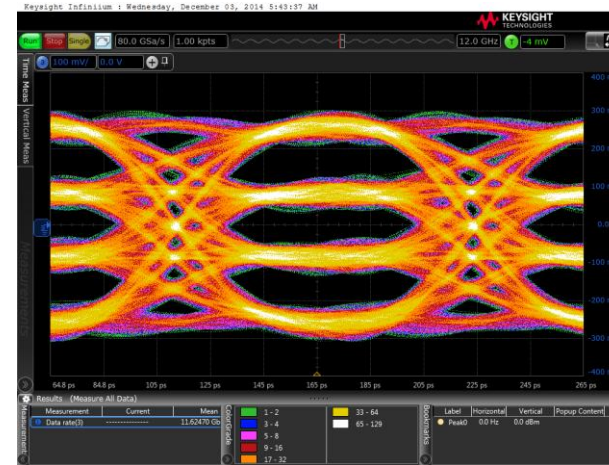 Keysight Infiniium : Wednesday, December 03, 2014 5:43:37 AM
KEYSIGHT
TECHNOLOGIES
Run Stop Single 80.0 GSa/s 1.00 kpts 12.0 GHz T -4 mV
100 mV/ 0.0 V
Time Meas
Vertical Meas
Measurement
400
300
200
100
0.0
-100
-200
-300
-400
64.8 ps 84.8 ps 105 ps 125 ps 145 ps 165 ps 185 ps 205 ps 225 ps 245 ps 265 ps
Results (Measure All Data)
Measurement Current Mean
Data rate(3) -------------- 11.62470 Gb
ColorGrade
1 - 2 33 - 64
3 - 4 65 - 129
5 - 8
9 - 16
17 - 32
Bookmarks
Label Horizontal Vertical Popup Content
Peak0 0.0 Hz 0.0 dBm